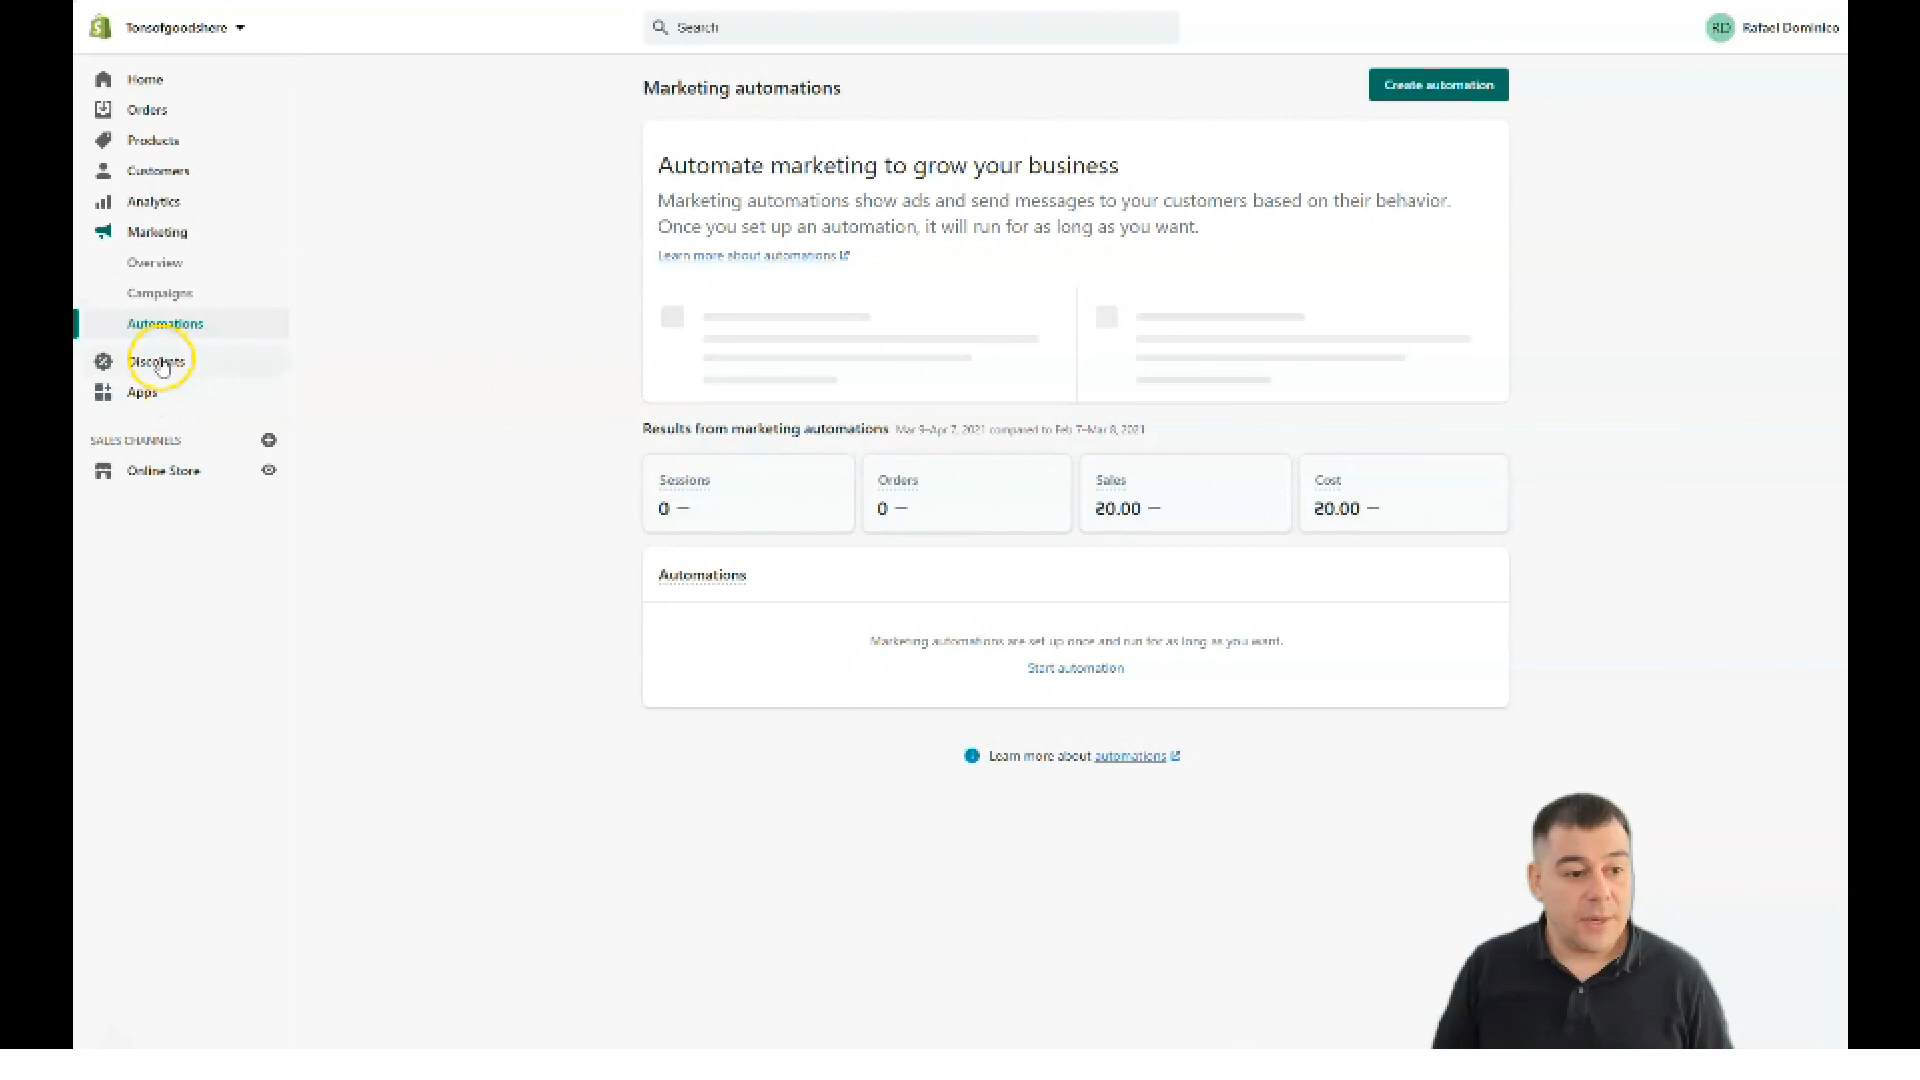 Tonsofgoodshere
Search
RD Rafael Dominico
Home
Orders
Products
Customers
Analytics
Marketing
Overview
Campaigns
Automations
Discounts
Apps
SALES CHANNELS
Online Store
Marketing automations
Create automation
Automate marketing to grow your business
Marketing automations show ads and send messages to your customers based on their behavior.
Once you set up an automation, it will run for as long as you want.
Learn more about automations
Results from marketing automations Mar 9–Apr 7, 2021 compared to Feb 7–Mar 8, 2021
Sessions
0 —
Orders
0 —
Sales
20.00 —
Cost
20.00 —
Automations
Marketing automations are set up once and run for as long as you want.
Start automation
Learn more about automations